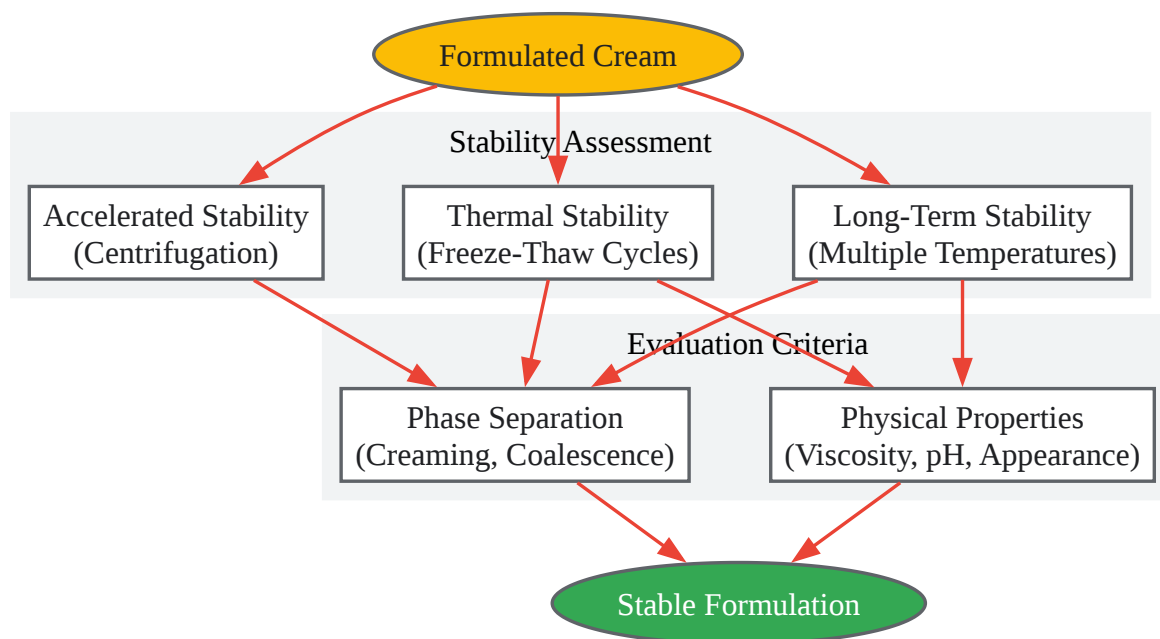 Formulated Cream
Stability Assessment
Accelerated Stability
(Centrifugation)
Thermal Stability
(Freeze-Thaw Cycles)
Long-Term Stability
(Multiple Temperatures)
Evaluation Criteria
Phase Separation
(Creaming, Coalescence)
Physical Properties
(Viscosity, pH, Appearance)
Stable Formulation